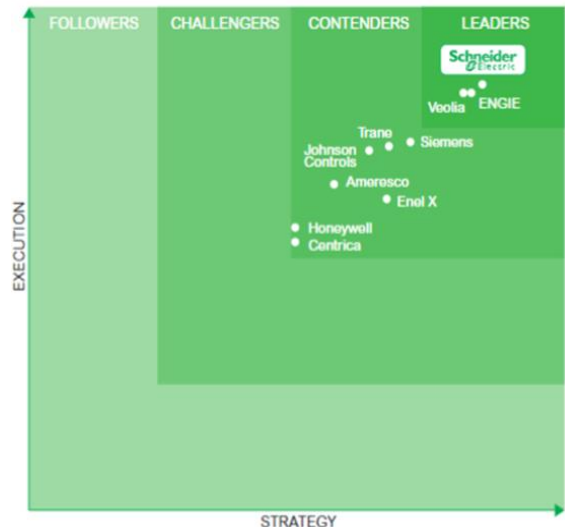 FOLLOWERS CHALLENGERS CONTENDERS LEADERS
Schneider
Electric
Veolia ENGIE
Trane
Siemens
Johnson
Controls
Ameresco
Enel X
Honeywell
Centrica
EXECUTION
STRATEGY